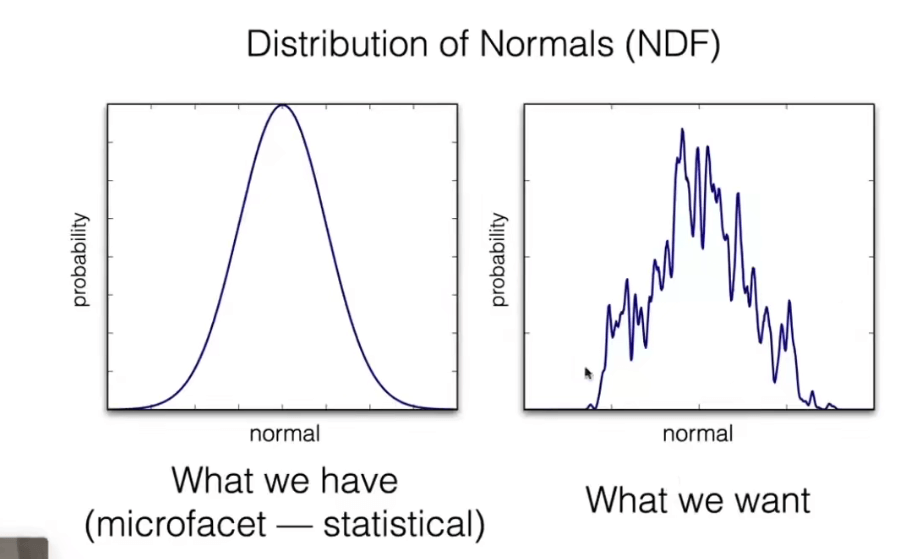 Distribution of Normals (NDF)
probability
normal
What we have
(microfacet — statistical)
probability
normal
What we want